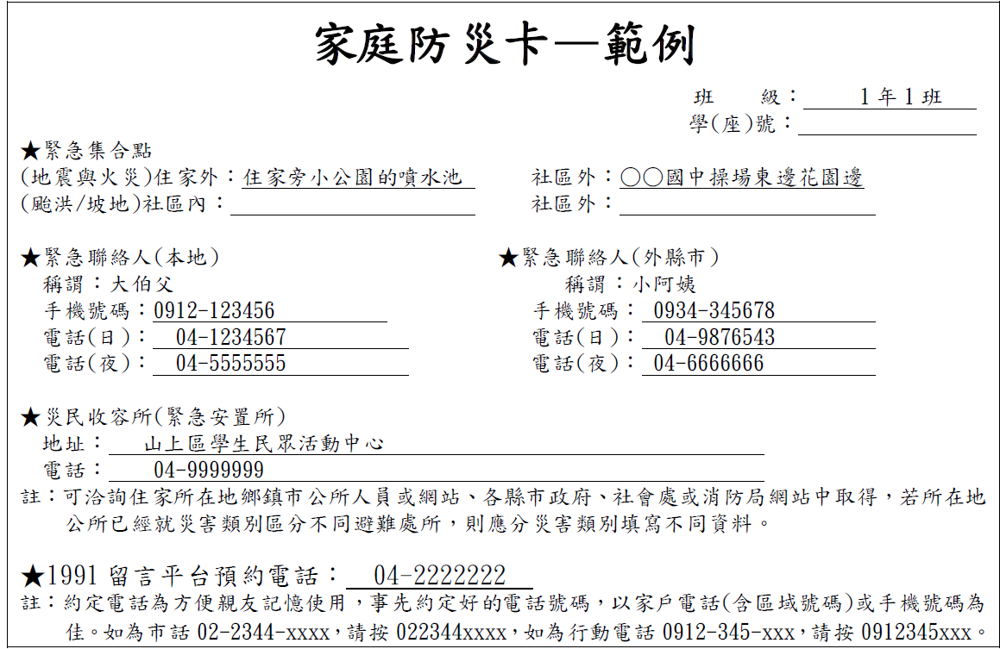 家庭防災卡—範例
班　　級：1年1班
學(座)號：
★緊急集合點
(地震與火災)住家外：住家旁小公園的噴水池　　社區外：○○國中操場東邊花園邊
(颱洪/坡地)社區內：　　社區外：
★緊急聯絡人(本地)　　★緊急聯絡人(外縣市)
稱謂：大伯父　　稱謂：小阿姨
手機號碼：0912-123456　　手機號碼：0934-345678
電話(日)：04-1234567　　電話(日)：04-9876543
電話(夜)：04-5555555　　電話(夜)：04-6666666
★災民收容所(緊急安置所)
地址：山上區學生民眾活動中心
電話：04-9999999
註：可洽詢住家所在地鄉鎮市公所人員或網站、各縣市政府、社會處或消防局網站中取得，若所在地
公所已經就災害類別區分不同避難處所，則應分災害類別填寫不同資料。
★1991留言平台預約電話：04-2222222
註：約定電話為方便親友記憶使用，事先約定好的電話號碼，以家戶電話(含區域號碼)或手機號碼為
佳。如為市話02-2344-xxxx，請按022344xxxx，如為行動電話0912-345-xxx，請按0912345xxx。